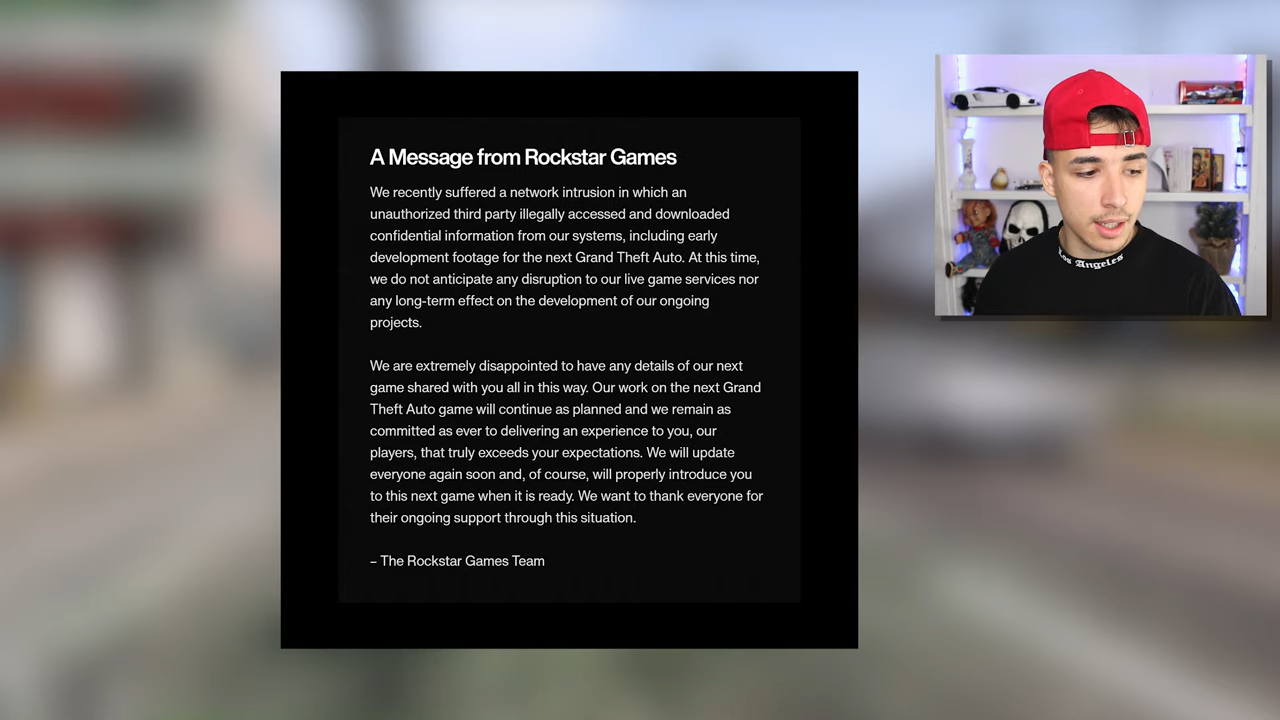 A Message from Rockstar Games
We recently suffered a network intrusion in which an
unauthorized third party illegally accessed and downloaded
confidential information from our systems, including early
development footage for the next Grand Theft Auto. At this time,
we do not anticipate any disruption to our live game services nor
any long-term effect on the development of our ongoing
projects.
We are extremely disappointed to have any details of our next
game shared with you all in this way. Our work on the next Grand
Theft Auto game will continue as planned and we remain as
committed as ever to delivering an experience to you, our
players, that truly exceeds your expectations. We will update
everyone again soon and, of course, will properly introduce you
to this next game when it is ready. We want to thank everyone for
their ongoing support through this situation.
– The Rockstar Games Team
Los Angeles